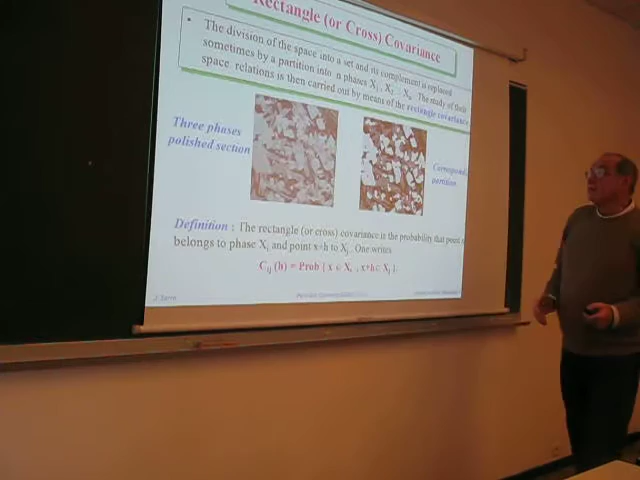 Rectangle (or Cross) Covariance
• The division of the space into a set and its complement is replaced
sometimes by a partition into n phases X1, X2 ... Xn. The study of their
space relations is then carried out by means of the rectangle covariance
Three phases
polished section
Correspond.
partition.
Definition : The rectangle (or cross) covariance is the probability that point x
belongs to phase Xi and point x+h to Xj. One writes
Cij (h) = Prob { x ∈ Xi , x+h ∈ Xj }.
J. Serra